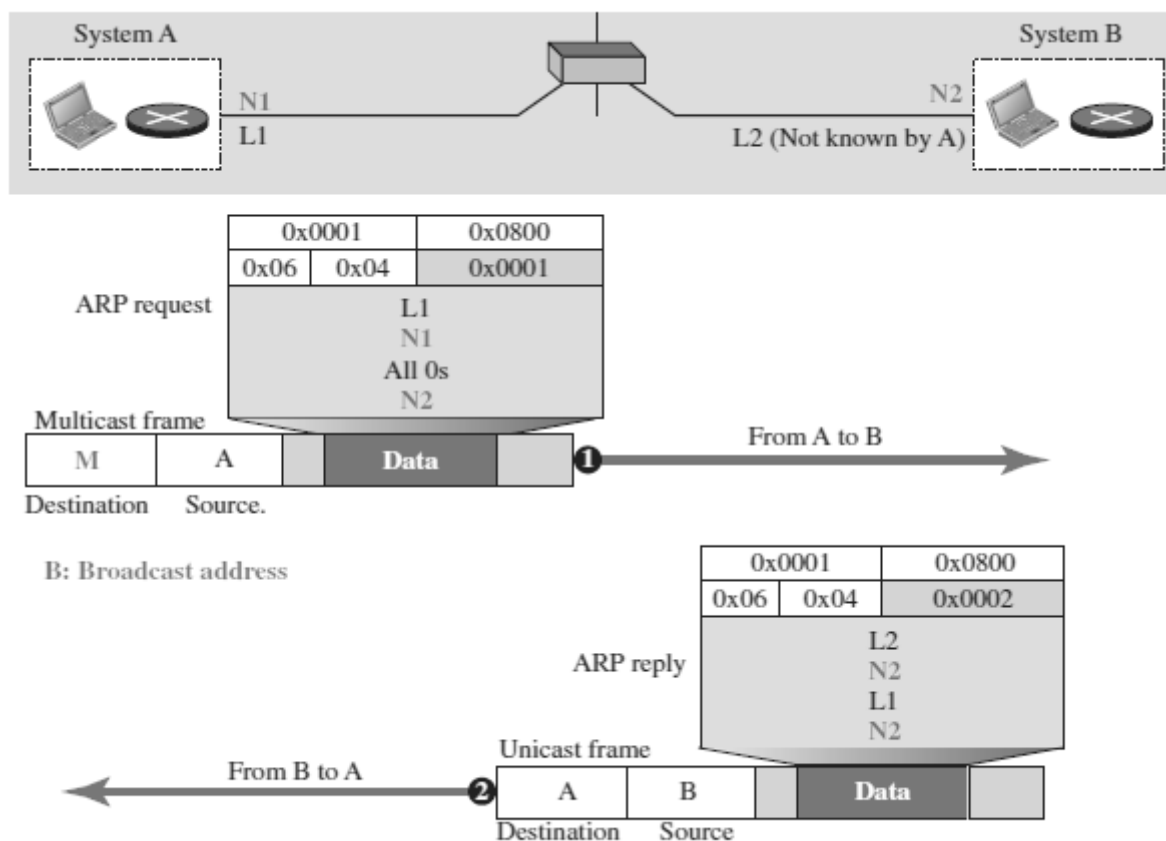 System A
System B
N1
L1
N2
L2 (Not known by A)
0x0001 0x0800
0x06 0x04 0x0001
ARP request
L1
N1
All 0s
N2
Multicast frame
M A Data
Destination Source.
1
From A to B
B: Broadcast address
0x0001 0x0800
0x06 0x04 0x0002
ARP reply
L2
N2
L1
N2
Unicast frame
From B to A
2
A B Data
Destination Source